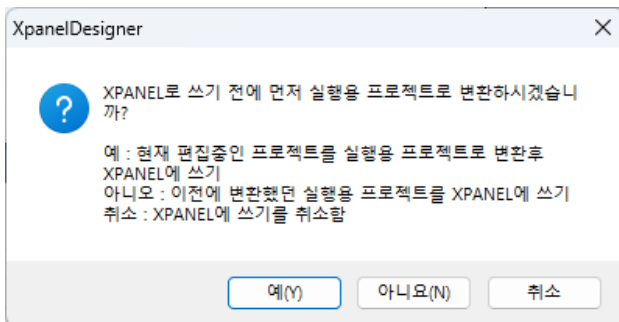 XpanelDesigner
XPANEL로 쓰기 전에 먼저 실행용 프로젝트로 변환하시겠습니
까?
예 : 현재 편집중인 프로젝트를 실행용 프로젝트로 변환후
XPANEL에 쓰기
아니오 : 이전에 변환했던 실행용 프로젝트를 XPANEL에 쓰기
취소 : XPANEL에 쓰기를 취소함
예(Y) 아니요(N) 취소